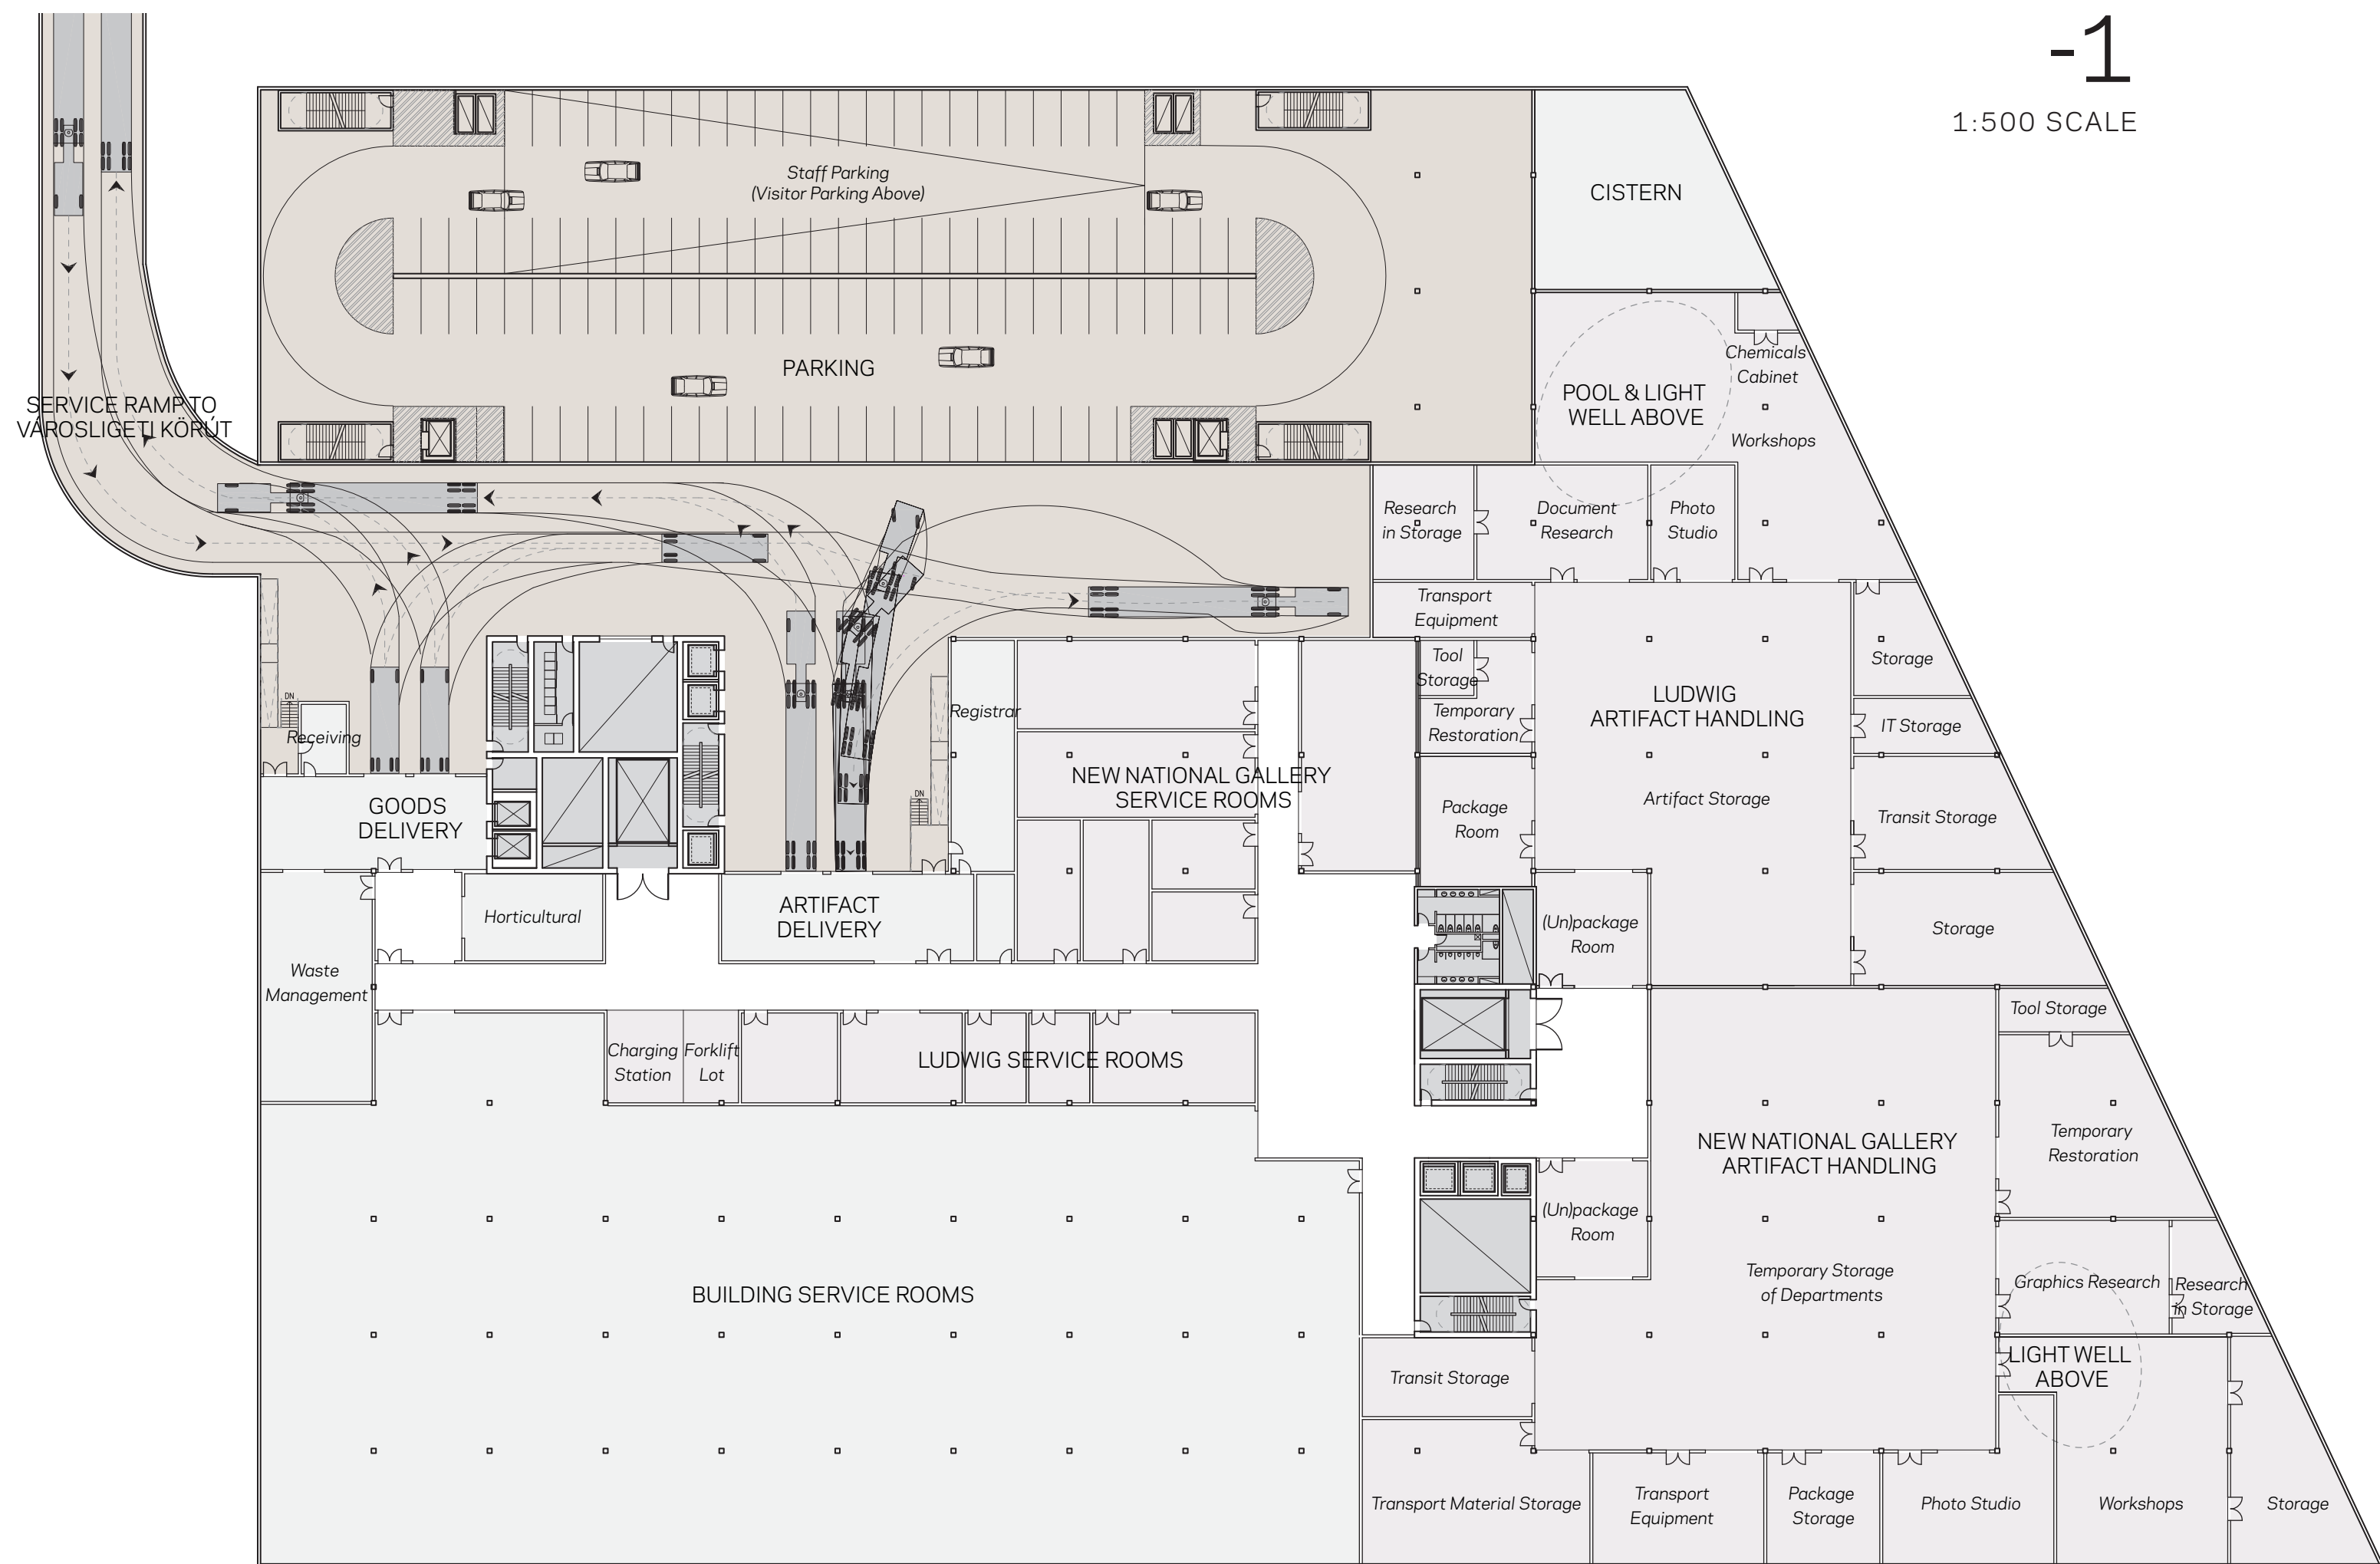 -1
1:500 SCALE
Staff Parking
(Visitor Parking Above)
CISTERN
PARKING
Chemicals
Cabinet
POOL & LIGHT
WELL ABOVE
SERVICE RAMP TO
VÁROSLIGETI KÖRÚT
Workshops
Research
in Storage
Document
Research
Photo
Studio
Transport
Equipment
Tool
Storage
Storage
DN
Receiving
Registrar
Temporary
Restoration
LUDWIG
ARTIFACT HANDLING
IT Storage
NEW NATIONAL GALLERY
SERVICE ROOMS
DN
GOODS
DELIVERY
Package
Room
Artifact Storage
Transit Storage
Horticultural
ARTIFACT
DELIVERY
(Un)package
Room
Storage
Waste
Management
Tool Storage
Charging
Station
Forklift
Lot
LUDWIG SERVICE ROOMS
NEW NATIONAL GALLERY
ARTIFACT HANDLING
Temporary
Restoration
(Un)package
Room
BUILDING SERVICE ROOMS
Temporary Storage
of Departments
Graphics Research
Research
in Storage
LIGHT WELL
ABOVE
Transit Storage
Transport Material Storage
Transport
Equipment
Package
Storage
Photo Studio
Workshops
Storage